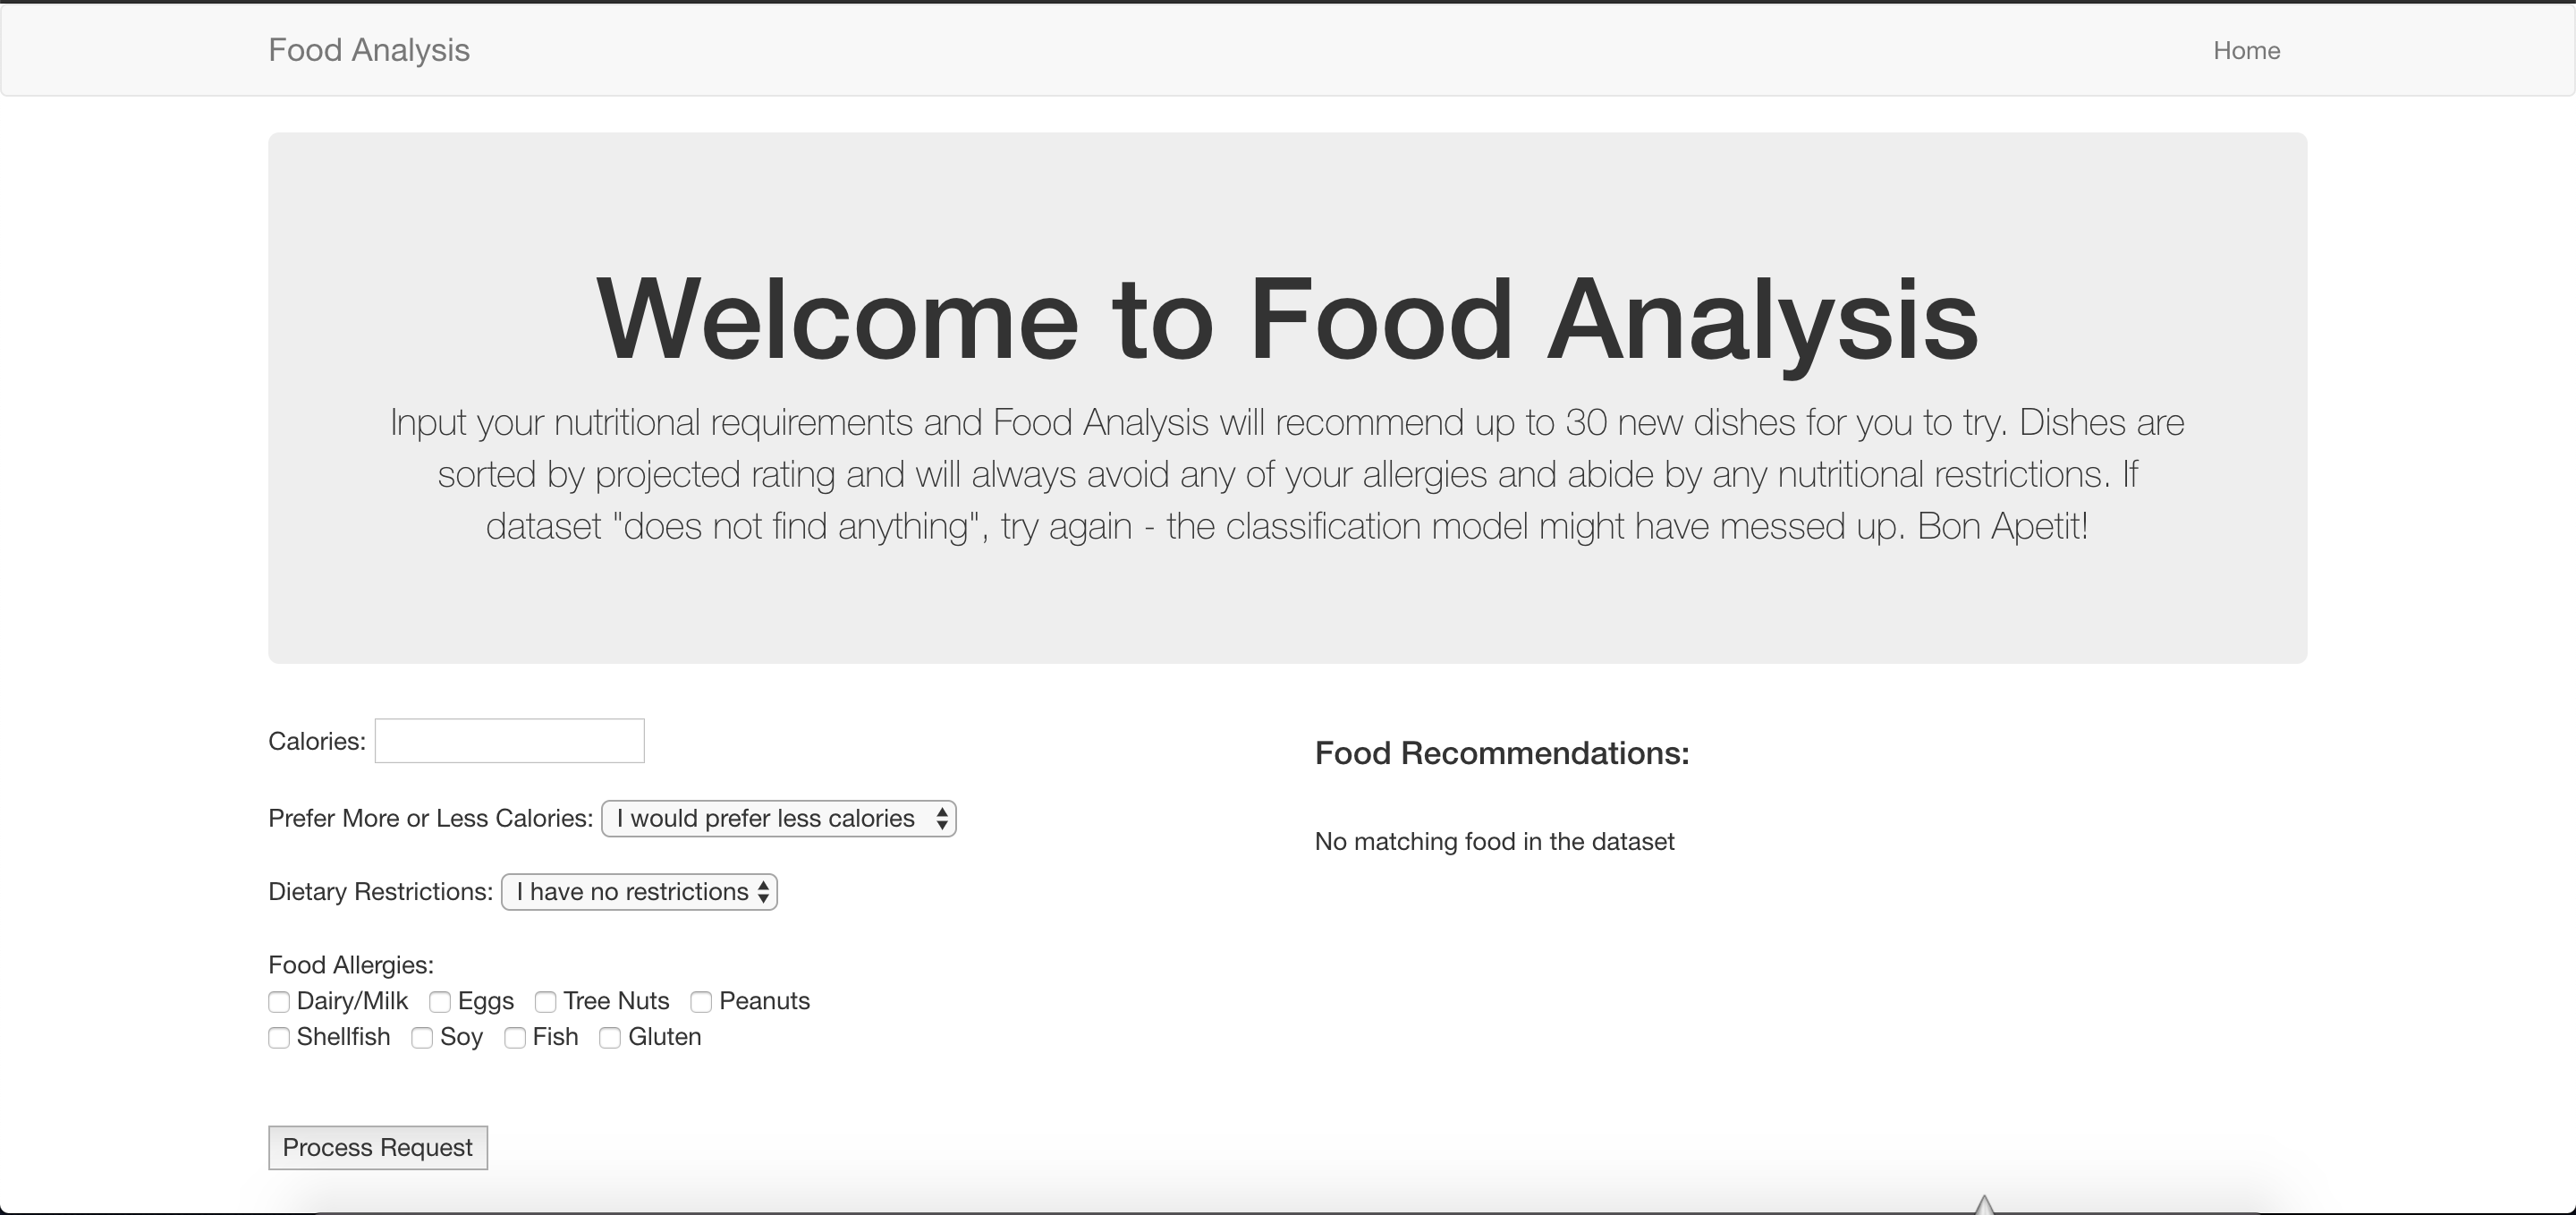 Food Analysis
Home
Welcome to Food Analysis
Input your nutritional requirements and Food Analysis will recommend up to 30 new dishes for you to try. Dishes are
sorted by projected rating and will always avoid any of your allergies and abide by any nutritional restrictions. If
dataset "does not find anything", try again - the classification model might have messed up. Bon Apetit!
Calories:
Prefer More or Less Calories: I would prefer less calories
Dietary Restrictions: I have no restrictions
Food Allergies:
Dairy/Milk Eggs Tree Nuts Peanuts
Shellfish Soy Fish Gluten
Process Request
Food Recommendations:
No matching food in the dataset